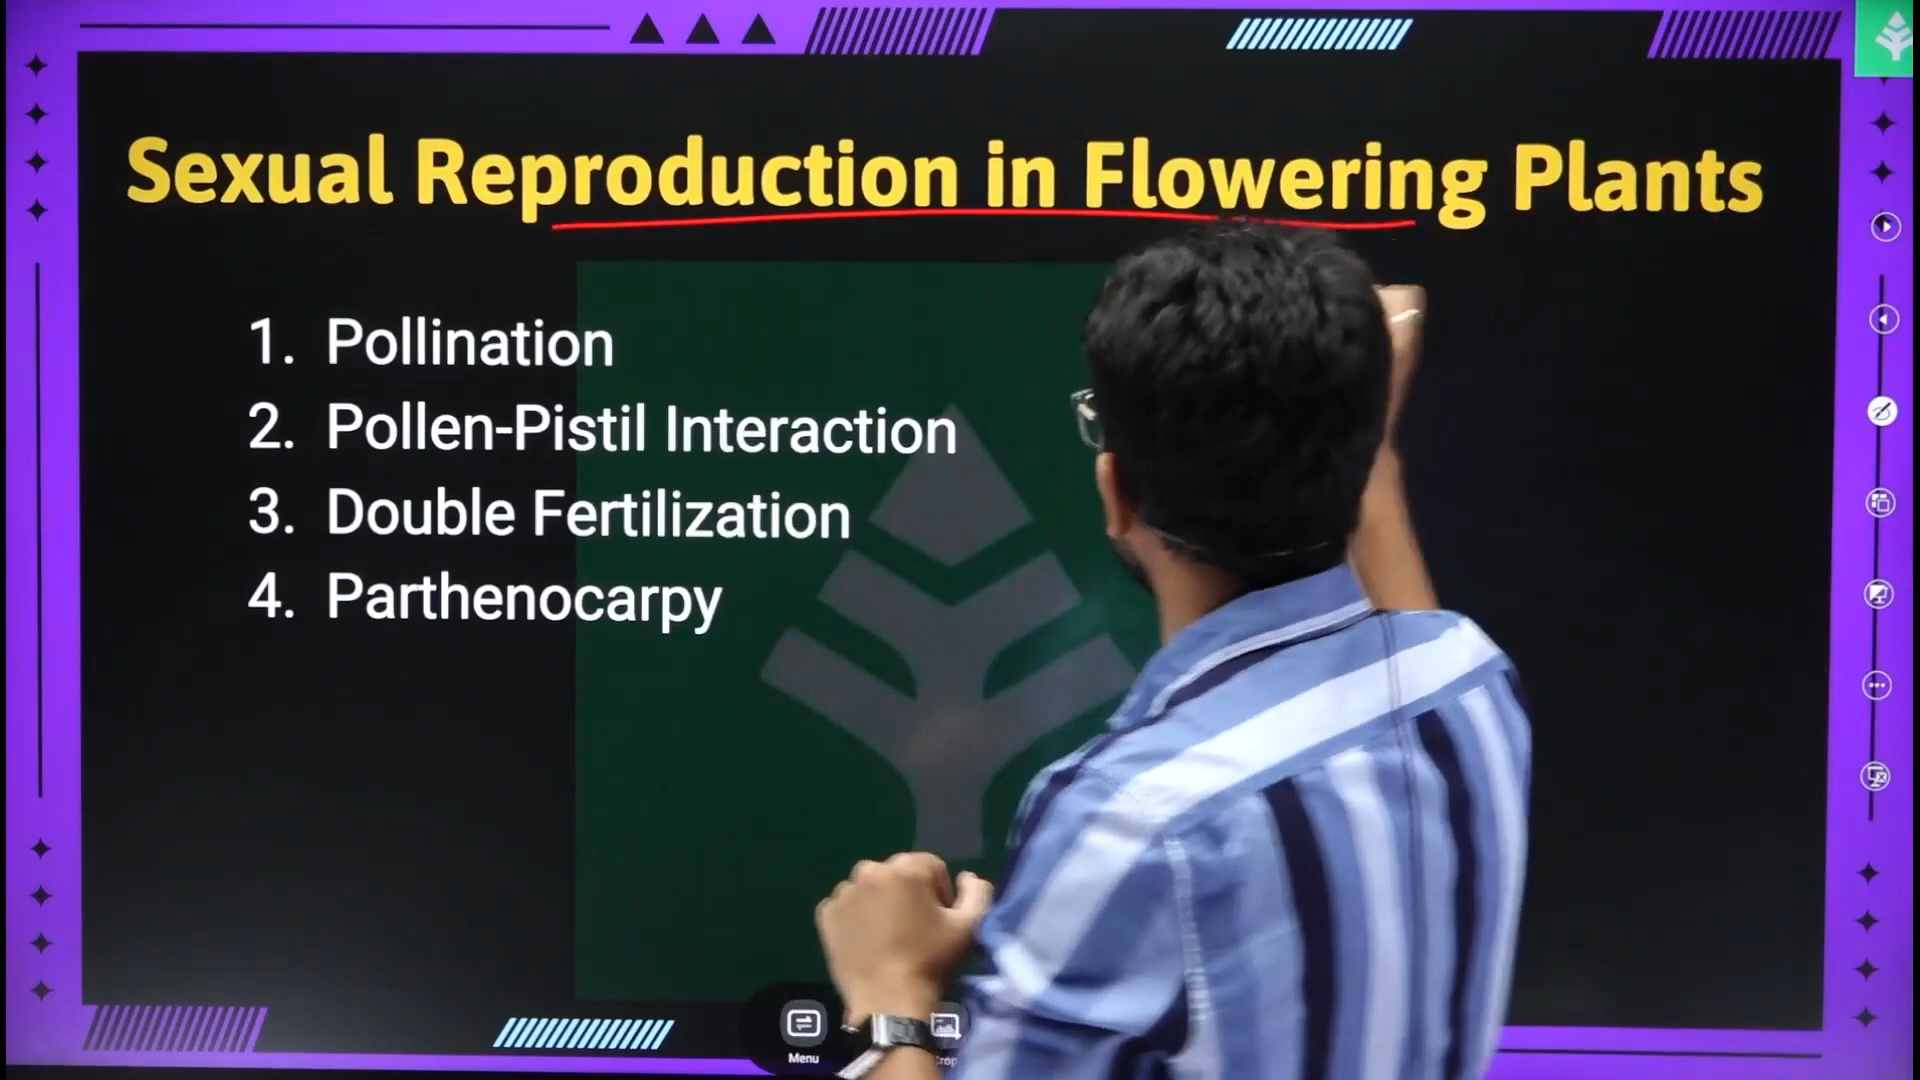 Sexual Reproduction in Flowering Plants
1. Pollination
2. Pollen-Pistil Interaction
3. Double Fertilization
4. Parthenocarpy
Menu